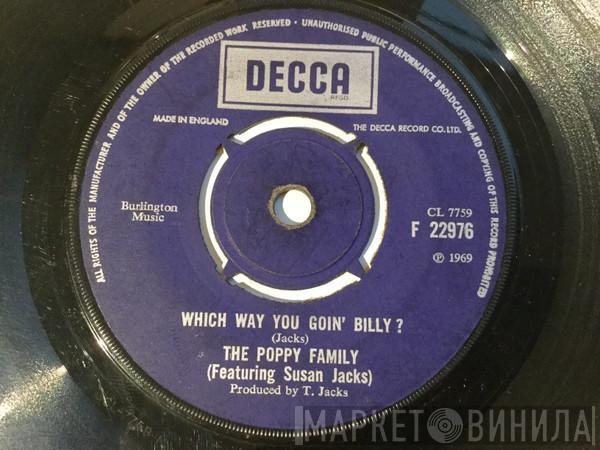 ALL RIGHTS OF THE MANUFACTURER AND OF THE OWNER OF THE RECORDED WORK RESERVED · UNAUTHORISED PUBLIC PERFORMANCE BROADCASTING AND COPYING OF THIS RECORD PROHIBITED
DECCA
REGD.
MADE IN ENGLAND
THE DECCA RECORD CO. LTD.
Burlington
Music
CL 7759
F 22976
Ⓟ 1969
WHICH WAY YOU GOIN' BILLY ?
(Jacks)
THE POPPY FAMILY
(Featuring Susan Jacks)
Produced by T. Jacks
МАРКЕТ ВИНИЛА